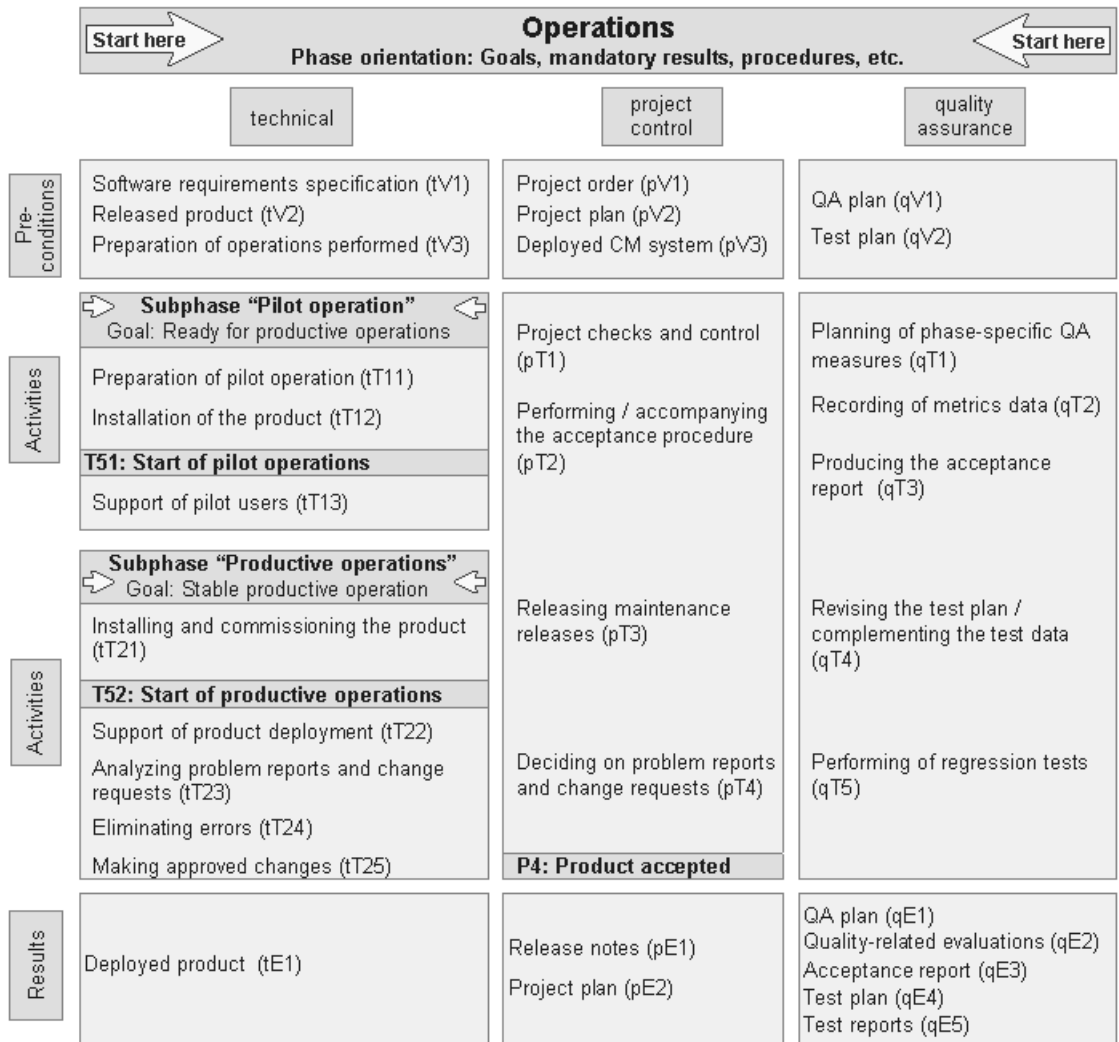 Start here
Operations
Phase orientation: Goals, mandatory results, procedures, etc.
Start here
technical
project
control
quality
assurance
Pre-
conditions
Software requirements specification (tV1)
Released product (tV2)
Preparation of operations performed (tV3)
Project order (pV1)
Project plan (pV2)
Deployed CM system (pV3)
QA plan (qV1)
Test plan (qV2)
Activities
Subphase “Pilot operation”
Goal: Ready for productive operations
Preparation of pilot operation (tT11)
Installation of the product (tT12)
T51: Start of pilot operations
Support of pilot users (tT13)
Project checks and control
(pT1)
Performing / accompanying
the acceptance procedure
(pT2)
Planning of phase-specific QA
measures (qT1)
Recording of metrics data (qT2)
Producing the acceptance
report (qT3)
Activities
Subphase “Productive operations”
Goal: Stable productive operation
Installing and commissioning the product
(tT21)
T52: Start of productive operations
Support of product deployment (tT22)
Analyzing problem reports and change
requests (tT23)
Eliminating errors (tT24)
Making approved changes (tT25)
Releasing maintenance
releases (pT3)
Deciding on problem reports
and change requests (pT4)
P4: Product accepted
Revising the test plan /
complementing the test data
(qT4)
Performing of regression tests
(qT5)
Results
Deployed product (tE1)
Release notes (pE1)
Project plan (pE2)
QA plan (qE1)
Quality-related evaluations (qE2)
Acceptance report (qE3)
Test plan (qE4)
Test reports (qE5)